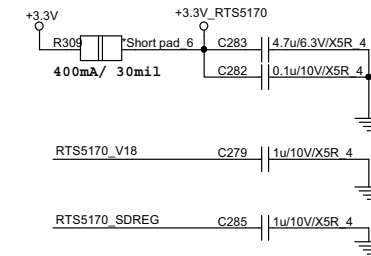 +3.3V +3.3V_RTS5170
R309 *Short pad_6 C283 4.7u/6.3V/X5R_4
400mA/ 30mil C282 0.1u/10V/X5R_4
RTS5170_V18 C279 1u/10V/X5R_4
RTS5170_SDREG C285 1u/10V/X5R_4